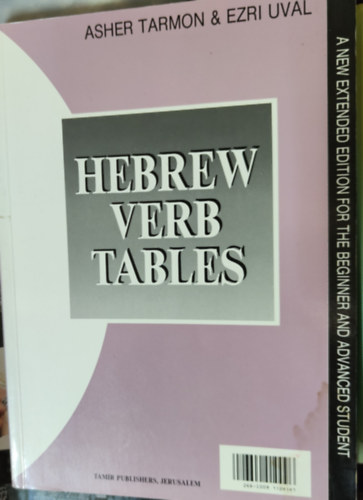 ASHER TARMON & EZRI UVAL
HEBREW
VERB
TABLES
A NEW EXTENDED EDITION FOR THE BEGINNER AND ADVANCED STUDENT
TAMIR PUBLISHERS, JERUSALEM